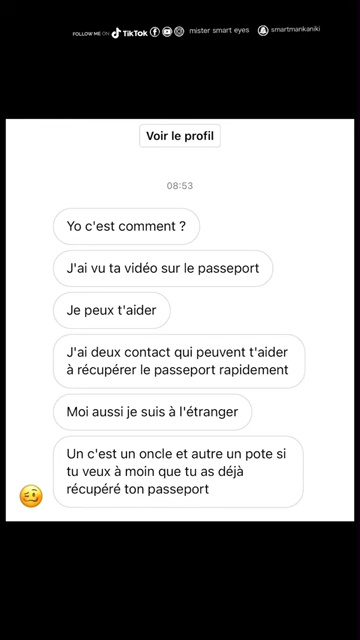 FOLLOW ME ON TikTok mister smart eyes smartmankaniki
Voir le profil
08:53
Yo c'est comment ?
J'ai vu ta vidéo sur le passeport
Je peux t'aider
J'ai deux contact qui peuvent t'aider
à récupérer le passeport rapidement
Moi aussi je suis à l'étranger
Un c'est un oncle et autre un pote si
tu veux à moin que tu as déjà
récupéré ton passeport